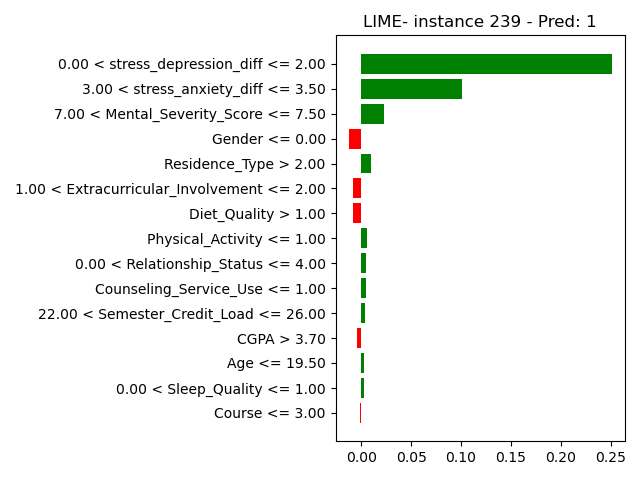 LIME- instance 239 - Pred: 1
0.00 < stress_depression_diff <= 2.00
3.00 < stress_anxiety_diff <= 3.50
7.00 < Mental_Severity_Score <= 7.50
Gender <= 0.00
Residence_Type > 2.00
1.00 < Extracurricular_Involvement <= 2.00
Diet_Quality > 1.00
Physical_Activity <= 1.00
0.00 < Relationship_Status <= 4.00
Counseling_Service_Use <= 1.00
22.00 < Semester_Credit_Load <= 26.00
CGPA > 3.70
Age <= 19.50
0.00 < Sleep_Quality <= 1.00
Course <= 3.00
0.00 0.05 0.10 0.15 0.20 0.25